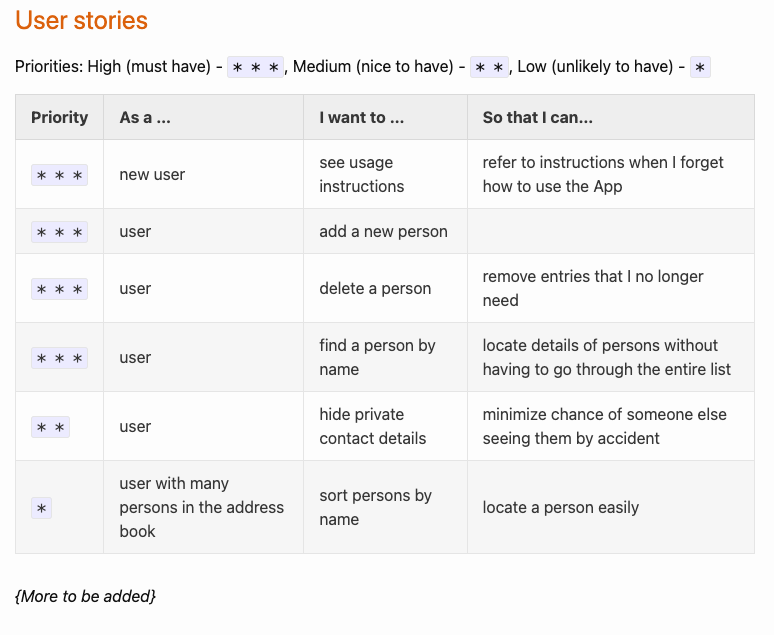 User stories
Priorities: High (must have) - * * *, Medium (nice to have) - * *, Low (unlikely to have) - *
Priority As a ... I want to ... So that I can...
* * * new user see usage instructions refer to instructions when I forget how to use the App
* * * user add a new person
* * * user delete a person remove entries that I no longer need
* * * user find a person by name locate details of persons without having to go through the entire list
* * user hide private contact details minimize chance of someone else seeing them by accident
* user with many persons in the address book sort persons by name locate a person easily
{More to be added}